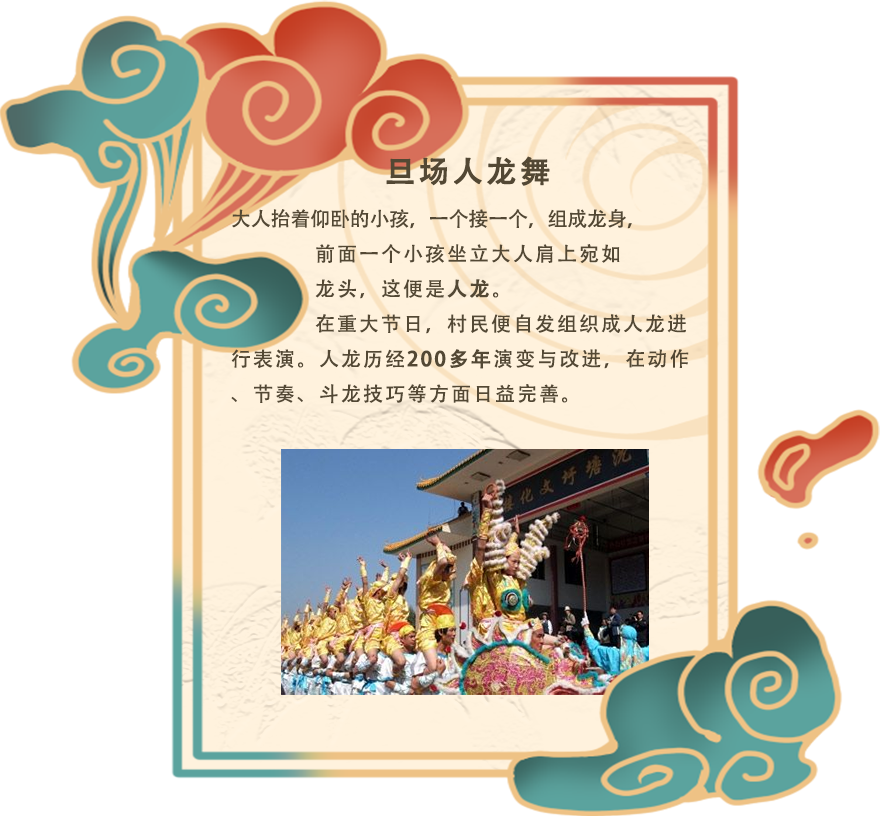 旦场人龙舞
大人抬着仰卧的小孩，一个接一个，组成龙身，
前面一个小孩坐立大人肩上宛如
龙头，这便是人龙。
在重大节日，村民便自发组织成人龙进
行表演。人龙历经200多年演变与改进，在动作
、节奏、斗龙技巧等方面日益完善。
沉塘圩文化楼